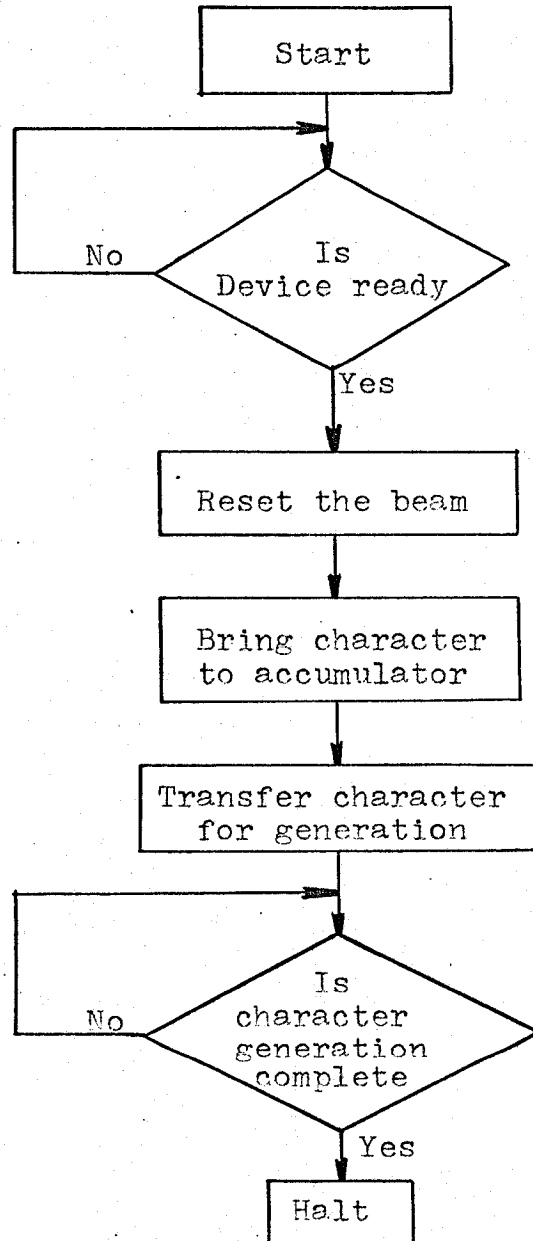 Start
Is
Device ready
No
Yes
Reset the beam
Bring character
to accumulator
Transfer character
for generation
Is
character
generation
complete
No
Yes
Halt